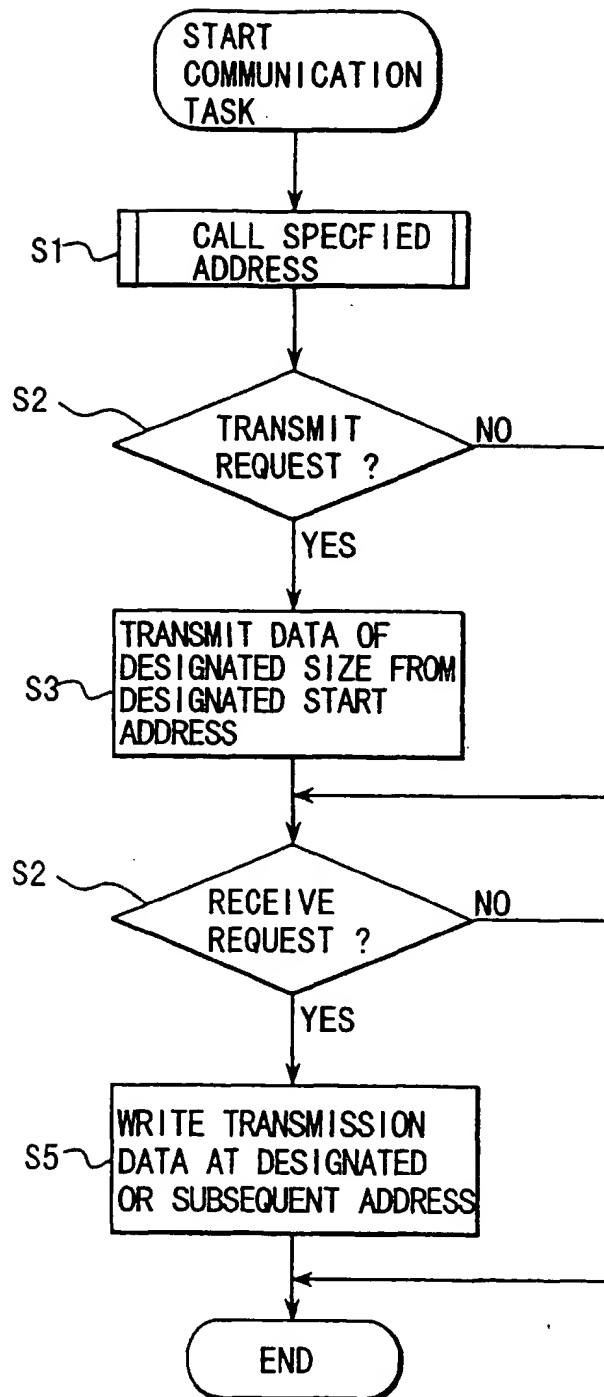 START
COMMUNICATION
TASK
S1
CALL SPECFIED
ADDRESS
S2
TRANSMIT
REQUEST ?
NO
YES
S3
TRANSMIT DATA OF
DESIGNATED SIZE FROM
DESIGNATED START
ADDRESS
S2
RECEIVE
REQUEST ?
NO
YES
S5
WRITE TRANSMISSION
DATA AT DESIGNATED
OR SUBSEQUENT ADDRESS
END